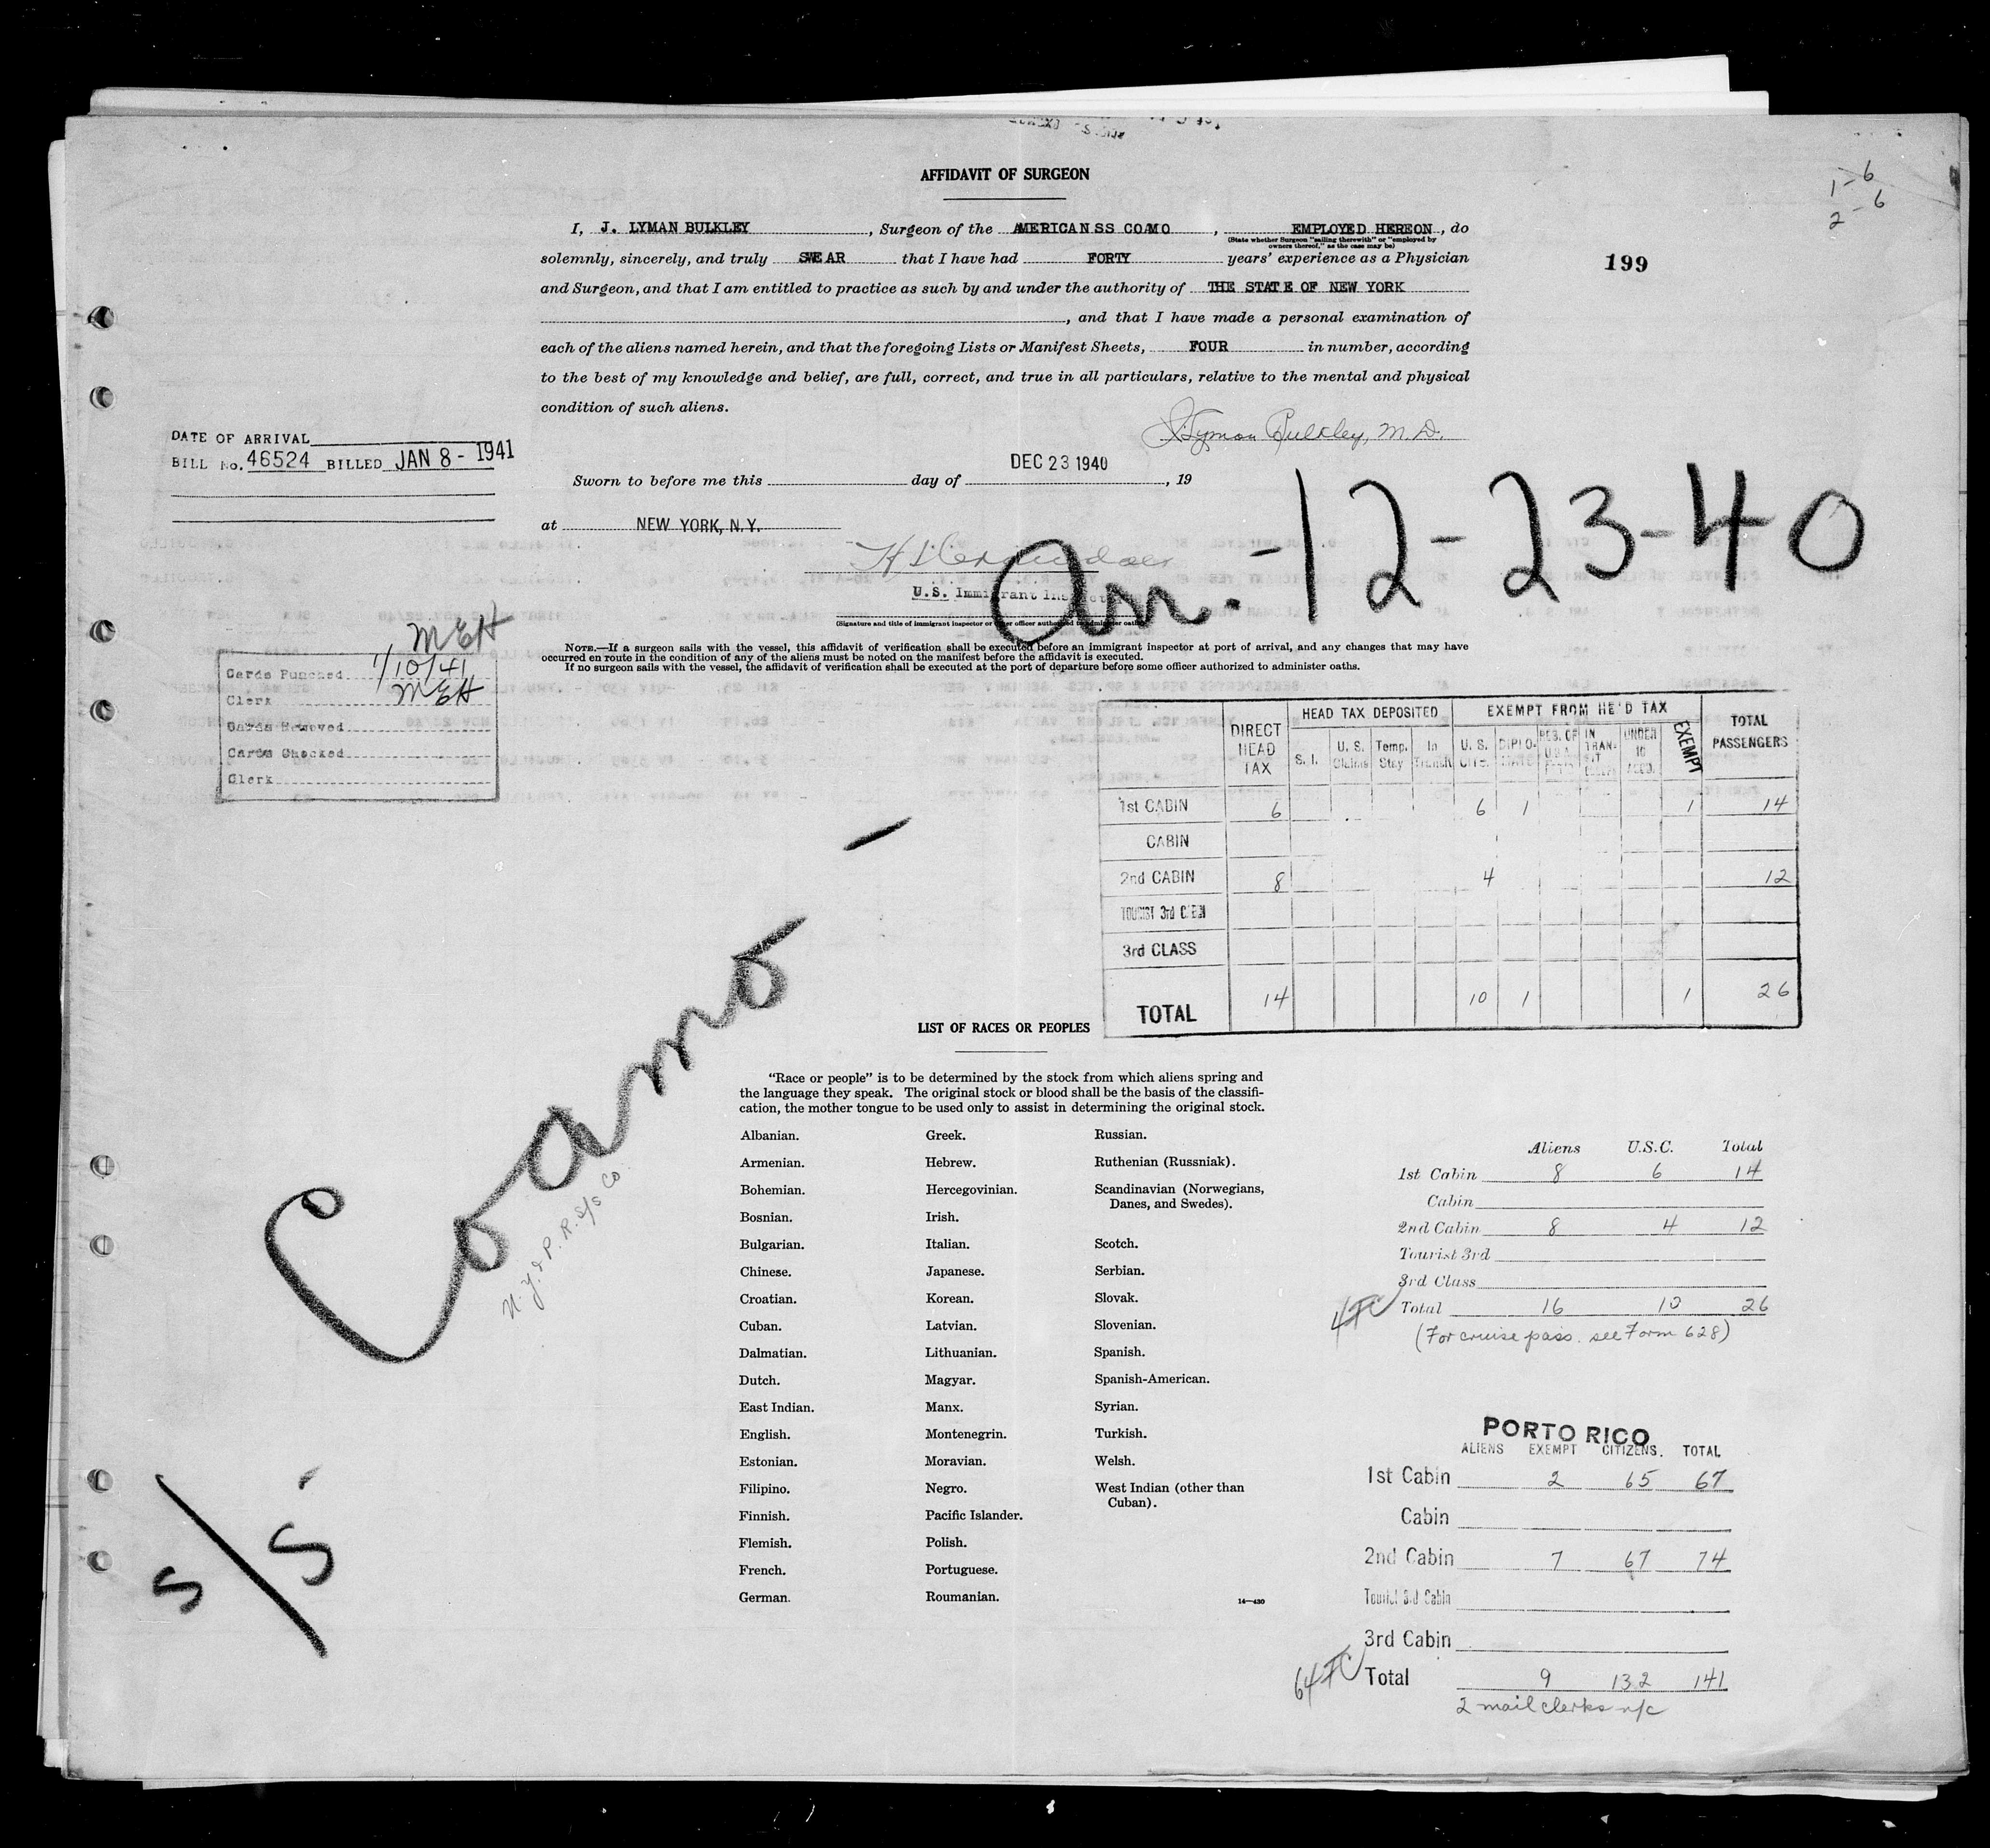 AFFIDAVIT OF SURGEON
1-6
2-6
I, J. LYMAN BULKLEY, Surgeon of the AMERICAN SS COAMO, EMPLOYED HEREON, do
(State whether Surgeon "sailing therewith" or "employed by
owners thereof," as the case may be)
solemnly, sincerely, and truly SWEAR that I have had FORTY years' experience as a Physician
199
and Surgeon, and that I am entitled to practice as such by and under the authority of THE STATE OF NEW YORK
, and that I have made a personal examination of
each of the aliens named herein, and that the foregoing Lists or Manifest Sheets, FOUR in number, according
to the best of my knowledge and belief, are full, correct, and true in all particulars, relative to the mental and physical
condition of such aliens.
J. Lyman Bulkley, M.D.
DATE OF ARRIVAL
BILL No. 46524 BILLED JAN 8 - 1941
DEC 23 1940
Sworn to before me this day of , 19
at NEW YORK, N.Y.
Arr.-12-23-40
U.S. Immigrant Inspector
(Signature and title of immigrant inspector or other officer authorized to administer oath)
NOTE.—If a surgeon sails with the vessel, this affidavit of verification shall be executed before an immigrant inspector at port of arrival, and any changes that may have
occurred en route in the condition of any of the aliens must be noted on the manifest before the affidavit is executed.
If no surgeon sails with the vessel, the affidavit of verification shall be executed at the port of departure before some officer authorized to administer oaths.
MEH
Cards Punched 1/10/41
Clerk MEH
Cards Removed
Cards Checked
Clerk
DIRECT HEAD TAX HEAD TAX DEPOSITED EXEMPT FROM HE'D TAX TOTAL PASSENGERS
S. I. U. S. Claims Temp. Stay In Transit U. S. CITS. DIPLO- RES. OF U.S.A. IN TRAN- SIT UNDER 16 ACCO. EXEMPT
1st CABIN 6 6 1 1 14
CABIN
2nd CABIN 8 4 12
TOURIST 3rd CABIN
3rd CLASS
TOTAL 14 10 1 1 26
S/S Coamo -
N.Y. & P.R. S/S Co
LIST OF RACES OR PEOPLES
"Race or people" is to be determined by the stock from which aliens spring and
the language they speak. The original stock or blood shall be the basis of the classifi-
cation, the mother tongue to be used only to assist in determining the original stock.
Albanian. Greek. Russian.
Armenian. Hebrew. Ruthenian (Russniak).
Bohemian. Hercegovinian. Scandinavian (Norwegians,
Danes, and Swedes).
Bosnian. Irish.
Bulgarian. Italian. Scotch.
Chinese. Japanese. Serbian.
Croatian. Korean. Slovak.
Cuban. Latvian. Slovenian.
Dalmatian. Lithuanian. Spanish.
Dutch. Magyar. Spanish-American.
East Indian. Manx. Syrian.
English. Montenegrin. Turkish.
Estonian. Moravian. Welsh.
Filipino. Negro. West Indian (other than
Cuban).
Finnish. Pacific Islander.
Flemish. Polish.
French. Portuguese.
German. Roumanian.
14—430
Aliens U.S.C. Total
1st Cabin 8 6 14
Cabin
2nd Cabin 8 4 12
Tourist 3rd
3rd Class
Total 16 10 26
(For cruise pass. see Form 628)
PORTO RICO
ALIENS EXEMPT CITIZENS. TOTAL
1st Cabin 2 65 67
Cabin
2nd Cabin 7 67 74
Tourist 3rd Cabin
3rd Cabin
Total 9 132 141
2 mail clerks n/c